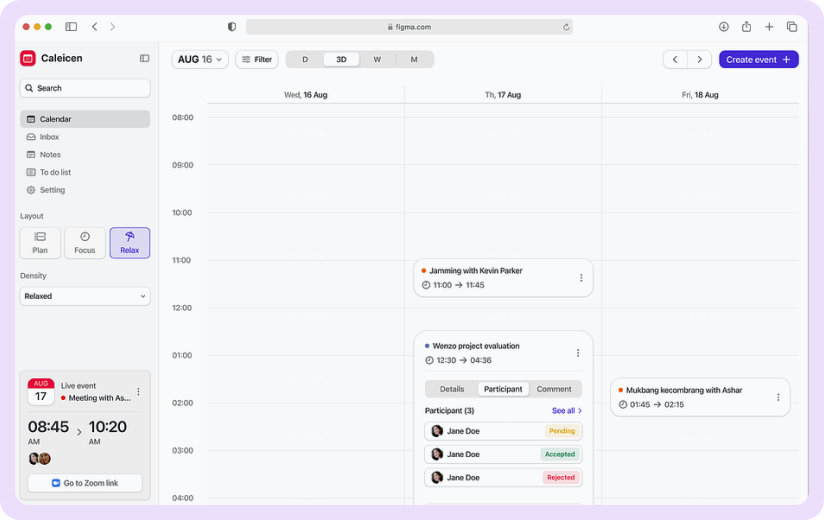 figma.com
Caleicen
Search
Calendar
Inbox
Notes
To do list
Setting
Layout
Plan
Focus
Relax
Density
Relaxed
AUG
17
Live event
Meeting with As...
08:45
10:20
AM
AM
Go to Zoom link
AUG 16
Filter
D
3D
W
M
Create event
Wed, 16 Aug
Th, 17 Aug
Fri, 18 Aug
08:00
09:00
10:00
11:00
12:00
01:00
02:00
03:00
04:00
Jamming with Kevin Parker
11:00 → 11:45
Wenzo project evaluation
12:30 → 04:36
Details
Participant
Comment
Participant (3)
See all
Jane Doe
Pending
Jane Doe
Accepted
Jane Doe
Rejected
Mukbang kecombrang with Ashar
01:45 → 02:15